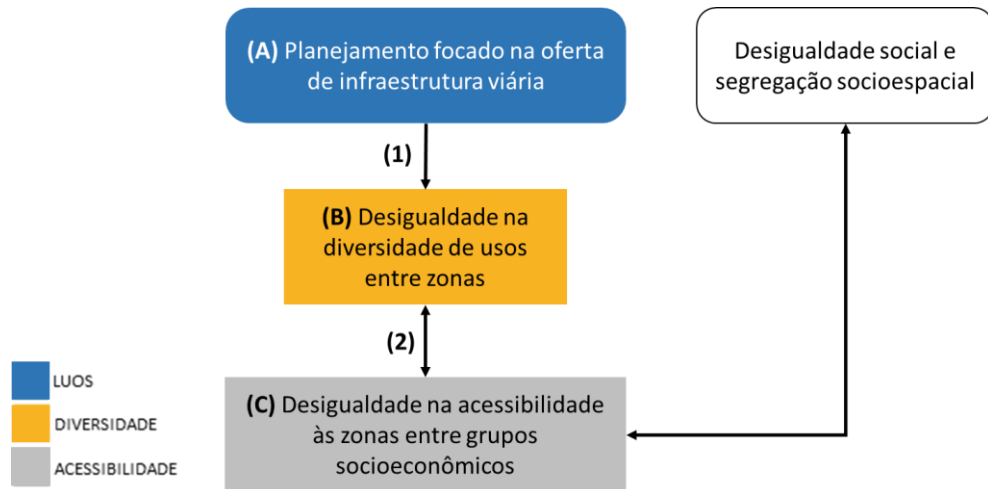 (A) Planejamento focado na oferta
de infraestrutura viária
Desigualdade social e
segregação socioespacial
(1)
(B) Desigualdade na
diversidade de usos
entre zonas
(2)
(C) Desigualdade na acessibilidade
às zonas entre grupos
socioeconômicos
LUOS
DIVERSIDADE
ACESSIBILIDADE